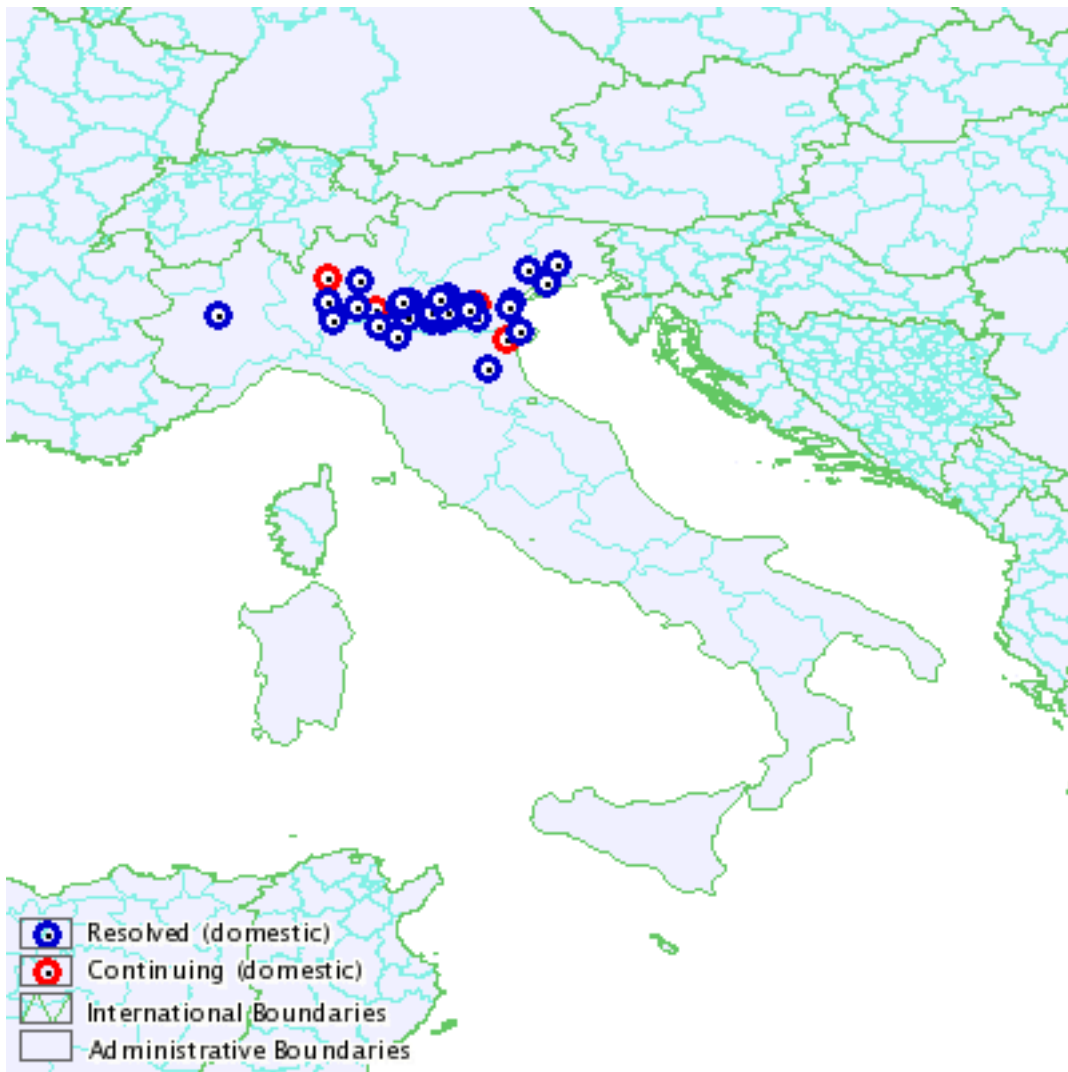 Resolved (domestic)
Continuing (domestic)
International Boundaries
Administrative Boundaries